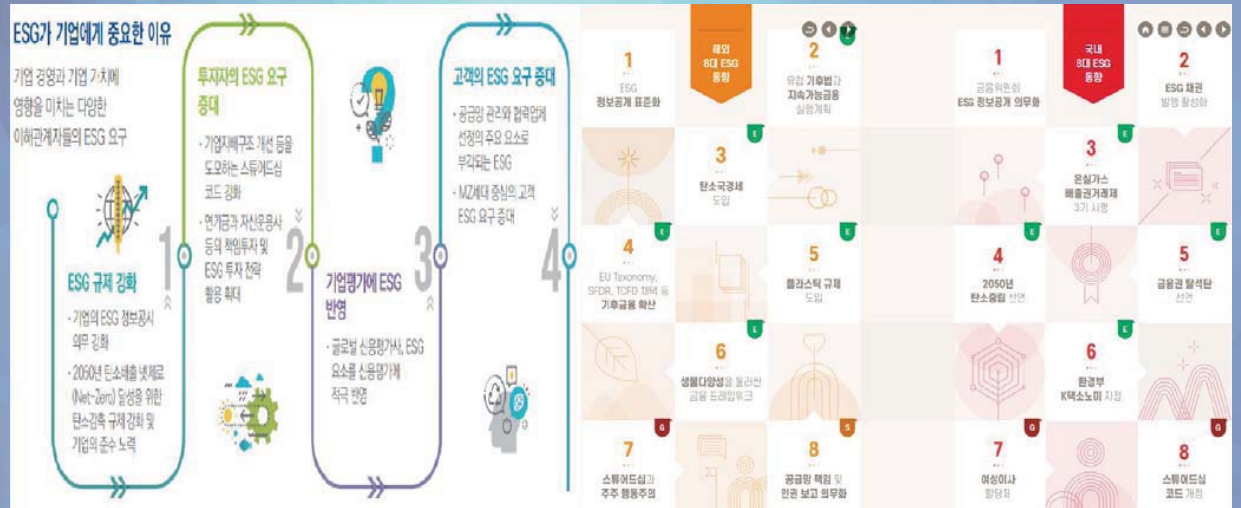 ESG가 기업에게 중요한 이유
기업 경영과 기업 가치에
영향을 미치는 다양한
이해관계자들의 ESG 요구
1
ESG 규제 강화
· 기업의 ESG 정보공시
의무 강화
· 2050년 탄소배출 넷제로
(Net-Zero) 달성을 위한
탄소감축 규제 강화 및
기업의 준수 노력
투자자의 ESG 요구
증대
· 기업지배구조 개선 등을
도모하는 스튜어드십
코드 강화
· 연기금과 자산운용사
등의 책임투자 및
ESG 투자 전략
활용 확대
2
기업평가에 ESG
반영
· 글로벌 신용평가사, ESG
요소를 신용평가에
적극 반영
3
고객의 ESG 요구 증대
· 공급망 관리와 협력업체
선정의 주요 요소로
부각되는 ESG
· MZ세대 중심의 고객
ESG 요구 증대
4
해외
8대 ESG
동향
1
ESG
정보공개 표준화
2
유럽 기후법과
지속가능금융
실행계획
E
3
탄소국경세
도입
E
4
EU Taxonomy,
SFDR, TCFD 채택 등
기후금융 확산
E
5
플라스틱 규제
도입
E
6
생물다양성을 둘러싼
금융 프레임워크
G
7
스튜어드십과
주주 행동주의
S
8
공급망 책임 및
인권 보고 의무화
국내
8대 ESG
동향
1
금융위원회
ESG 정보공개 의무화
2
ESG 채권
발행 활성화
E
3
온실가스
배출권거래제
3기 시행
E
4
2050년
탄소중립 선언
E
5
금융권 탈석탄
선언
E
6
환경부
K택소노미 지정
G
7
여성이사
할당제
G
8
스튜어드십
코드 개정